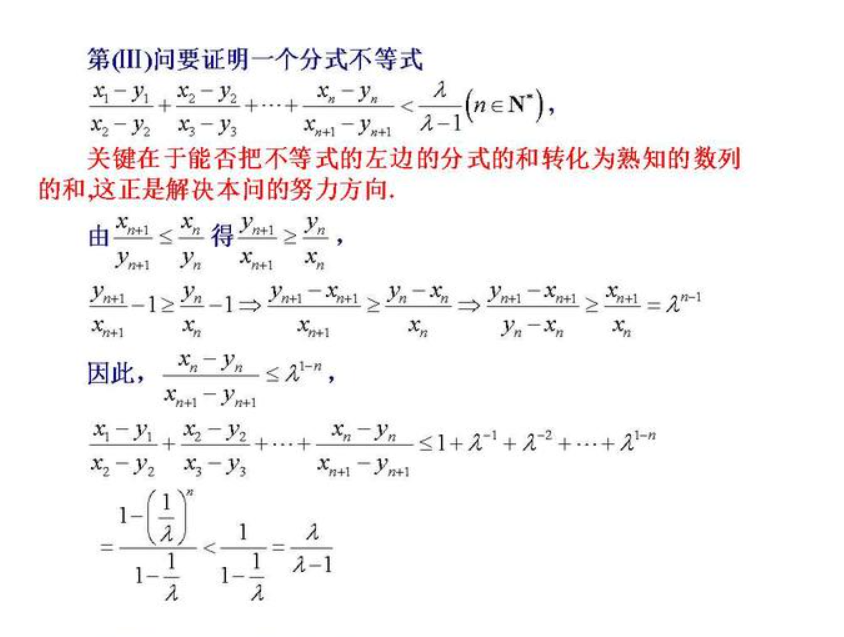 第(Ⅲ)问要证明一个分式不等式
\frac{x_1-y_1}{x_2-y_2}+\frac{x_2-y_2}{x_3-y_3}+\cdots+\frac{x_n-y_n}{x_{n+1}-y_{n+1}}<\frac{\lambda}{\lambda-1}(n\in\mathbf{N}^*),
关键在于能否把不等式的左边的分式的和转化为熟知的数列
的和,这正是解决本问的努力方向.
由\frac{x_{n+1}}{y_{n+1}}\le\frac{x_n}{y_n}得\frac{y_{n+1}}{x_{n+1}}\ge\frac{y_n}{x_n},
\frac{y_{n+1}}{x_{n+1}}-1\ge\frac{y_n}{x_n}-1\Rightarrow\frac{y_{n+1}-x_{n+1}}{x_{n+1}}\ge\frac{y_n-x_n}{x_n}\Rightarrow\frac{y_{n+1}-x_{n+1}}{y_n-x_n}\ge\frac{x_{n+1}}{x_n}=\lambda^{n-1}
因此,\frac{x_n-y_n}{x_{n+1}-y_{n+1}}\le\lambda^{1-n},
\frac{x_1-y_1}{x_2-y_2}+\frac{x_2-y_2}{x_3-y_3}+\cdots+\frac{x_n-y_n}{x_{n+1}-y_{n+1}}\le1+\lambda^{-1}+\lambda^{-2}+\cdots+\lambda^{1-n}
=\frac{1-\left(\frac{1}{\lambda}\right)^n}{1-\frac{1}{\lambda}}<\frac{1}{1-\frac{1}{\lambda}}=\frac{\lambda}{\lambda-1}